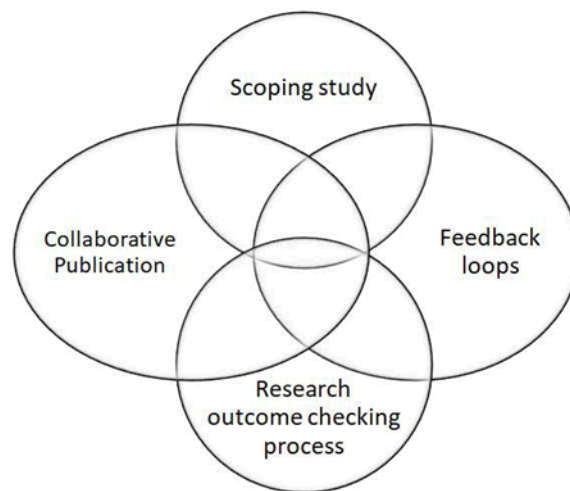 Scoping study
Collaborative
Publication
Feedback
loops
Research
outcome checking
process